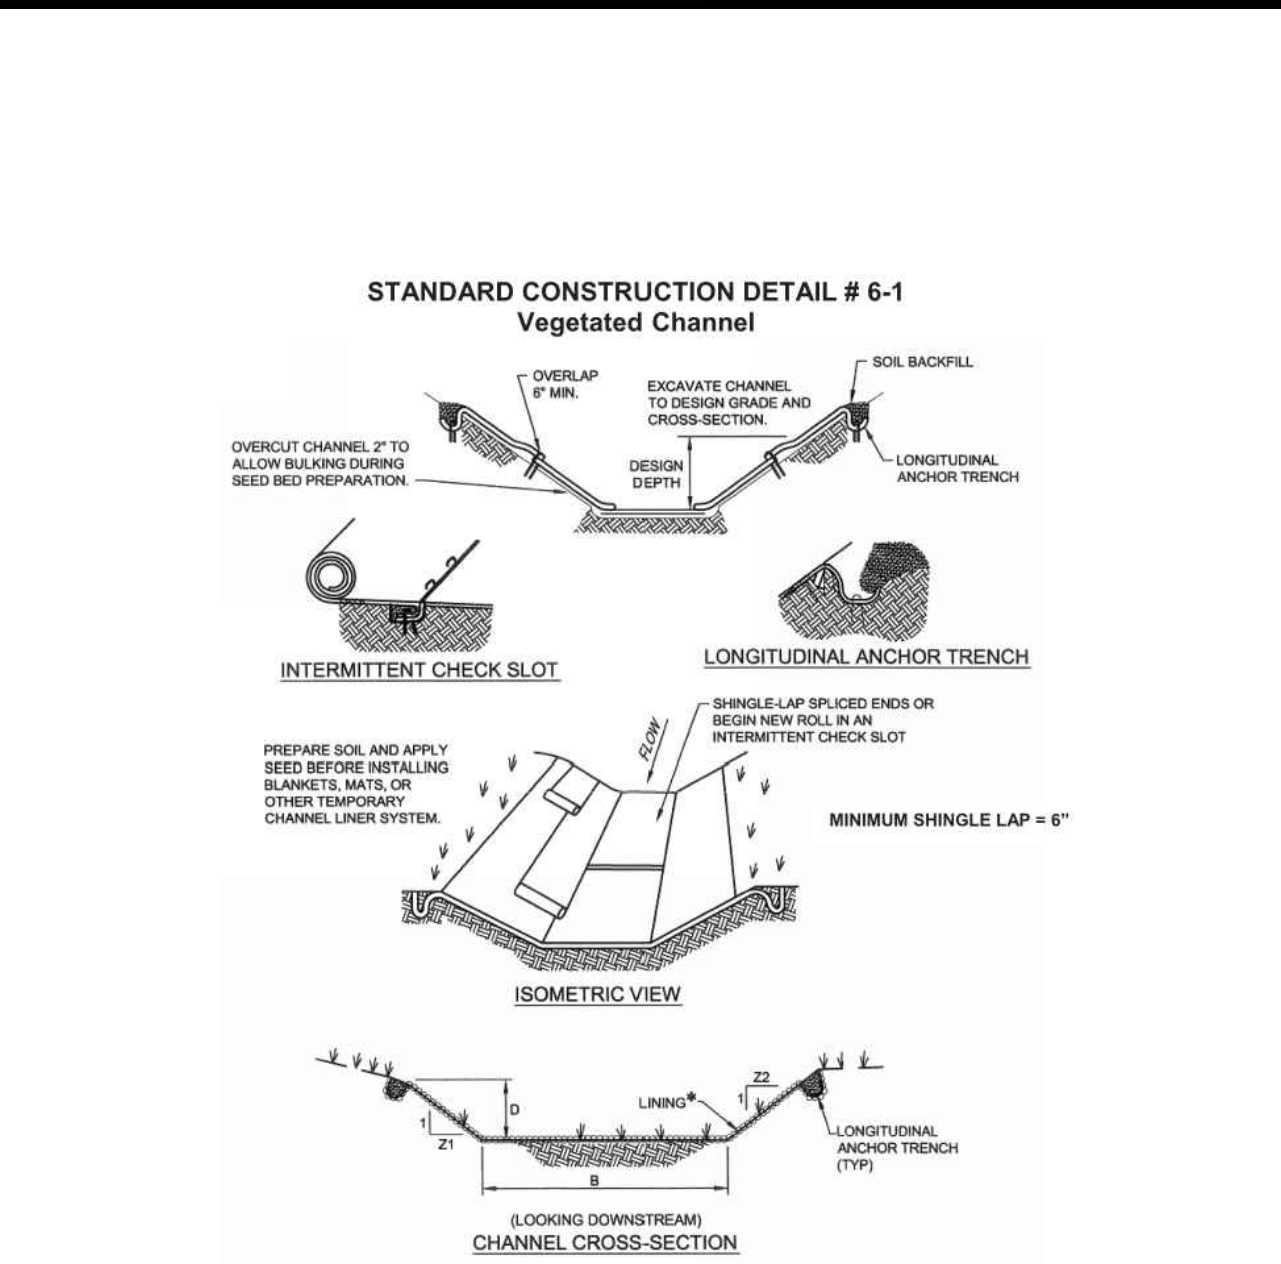 STANDARD CONSTRUCTION DETAIL # 6-1
Vegetated Channel
SOIL BACKFILL
OVERLAP
6" MIN.
EXCAVATE CHANNEL
TO DESIGN GRADE AND
CROSS-SECTION.
OVERCUT CHANNEL 2" TO
ALLOW BULKING DURING
SEED BED PREPARATION.
DESIGN
DEPTH
LONGITUDINAL
ANCHOR TRENCH
INTERMITTENT CHECK SLOT
LONGITUDINAL ANCHOR TRENCH
SHINGLE-LAP SPLICED ENDS OR
BEGIN NEW ROLL IN AN
INTERMITTENT CHECK SLOT
FLOW
PREPARE SOIL AND APPLY
SEED BEFORE INSTALLING
BLANKETS, MATS, OR
OTHER TEMPORARY
CHANNEL LINER SYSTEM.
MINIMUM SHINGLE LAP = 6”
ISOMETRIC VIEW
Z2
1
LINING*
D
1
Z1
LONGITUDINAL
ANCHOR TRENCH
(TYP)
B
(LOOKING DOWNSTREAM)
CHANNEL CROSS-SECTION